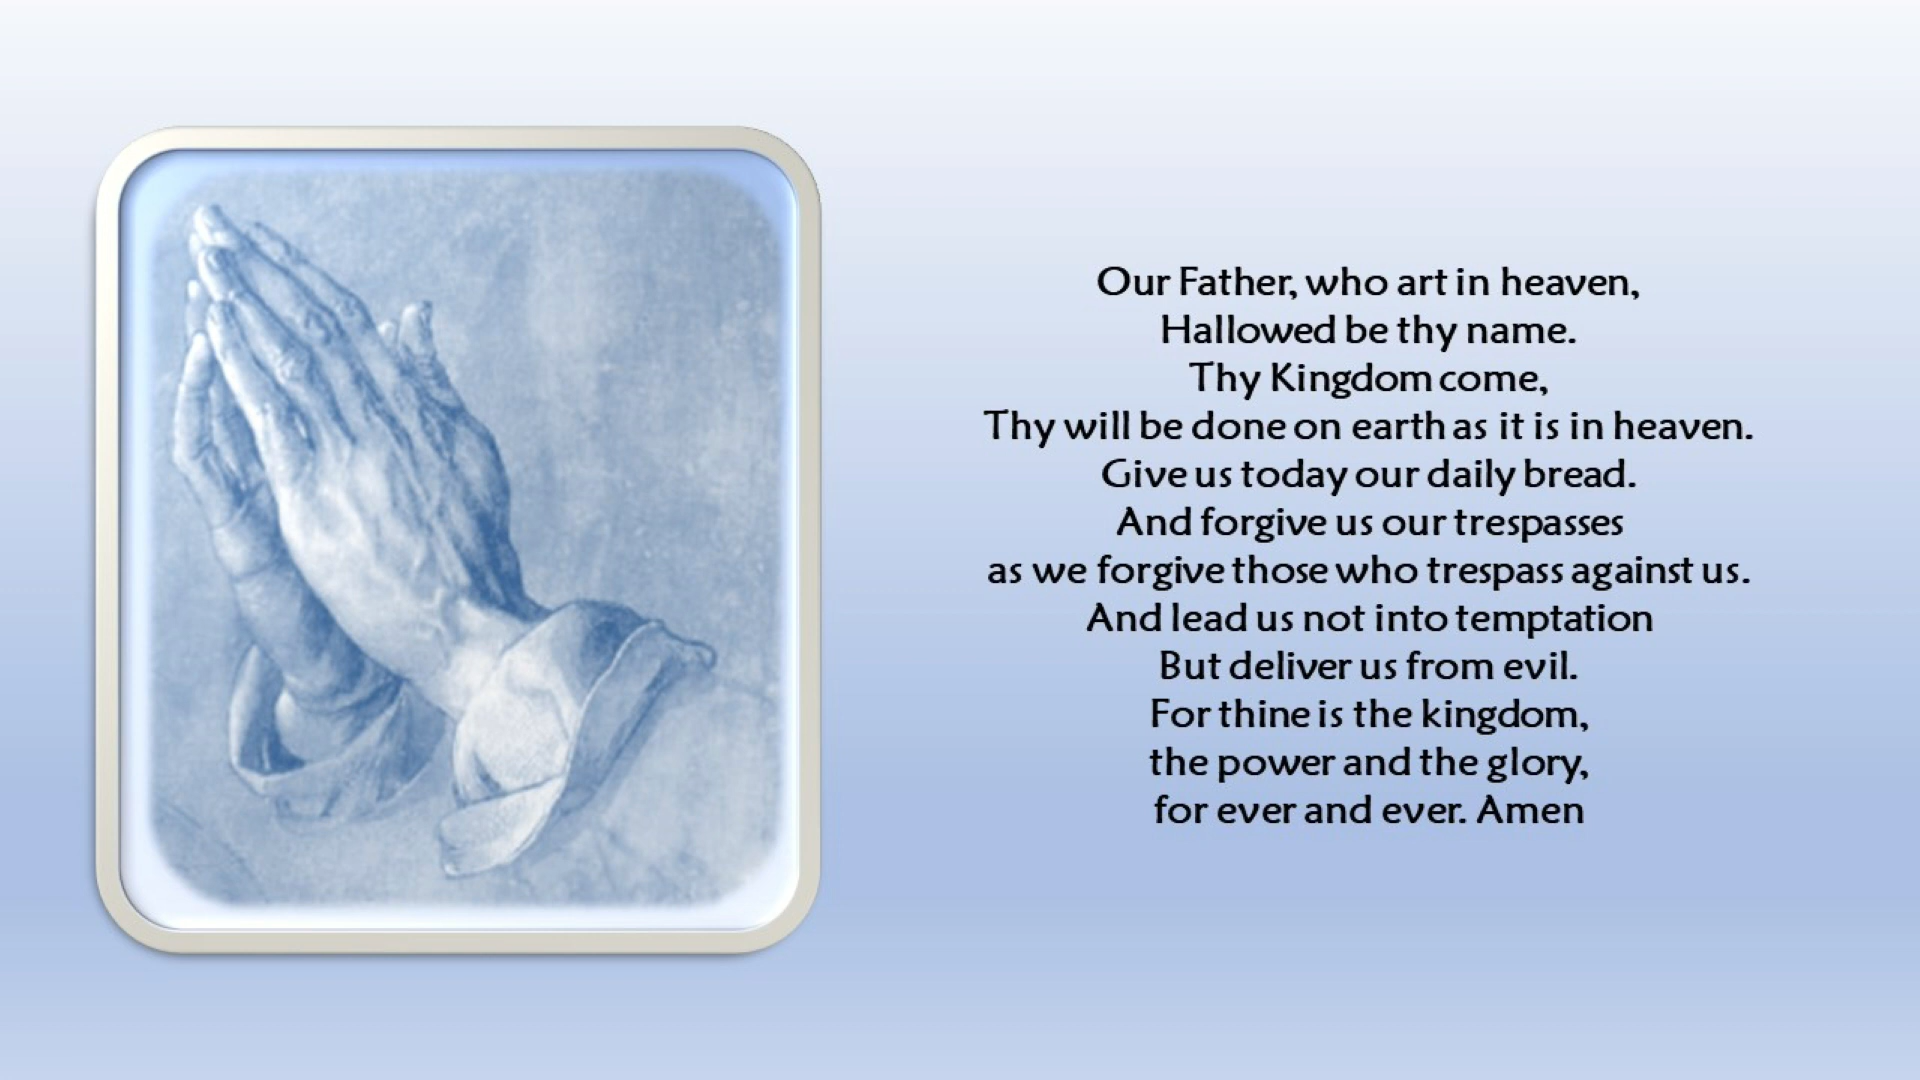 Our Father, who art in heaven,
Hallowed be thy name.
Thy Kingdom come,
Thy will be done on earth as it is in heaven.
Give us today our daily bread.
And forgive us our trespasses
as we forgive those who trespass against us.
And lead us not into temptation
But deliver us from evil.
For thine is the kingdom,
the power and the glory,
for ever and ever. Amen